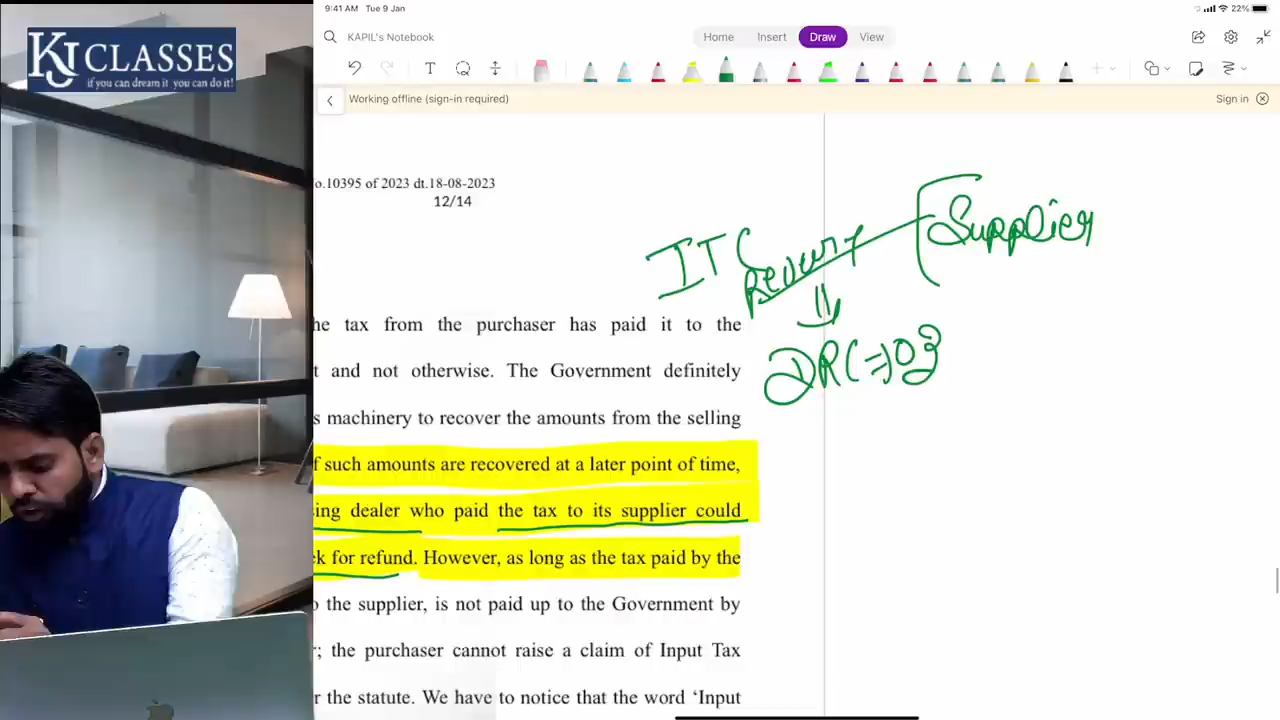 9:41 AM Tue 9 Jan
22%
KJ CLASSES
if you can dream it you can do it!
KAPIL's Notebook
Home Insert Draw View
Working offline (sign-in required)
Sign in
o.10395 of 2023 dt.18-08-2023
12/14
ITC
Supplier
DRC=)03
he tax from the purchaser has paid it to the
t and not otherwise. The Government definitely
s machinery to recover the amounts from the selling
f such amounts are recovered at a later point of time,
sing dealer who paid the tax to its supplier could
ek for refund. However, as long as the tax paid by the
o the supplier, is not paid up to the Government by
r; the purchaser cannot raise a claim of Input Tax
r the statute. We have to notice that the word ‘Input